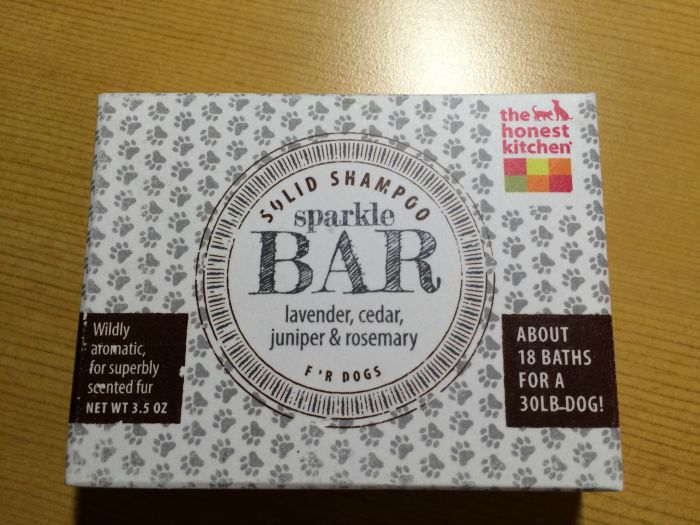 the
honest
kitchen®
SOLID SHAMPOO
sparkle
BAR
lavender, cedar,
juniper & rosemary
F'R DOGS
Wildly
aromatic,
for superbly
scented fur
NET WT 3.5 OZ
ABOUT
18 BATHS
FOR A
30LB DOG!